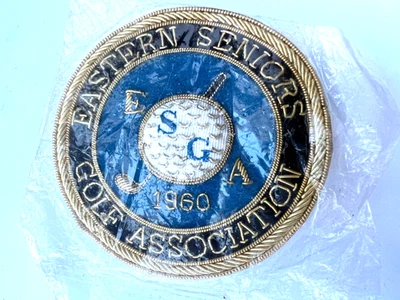 EASTERN SENIORS
E S G A
1960
GOLF ASSOCIATION